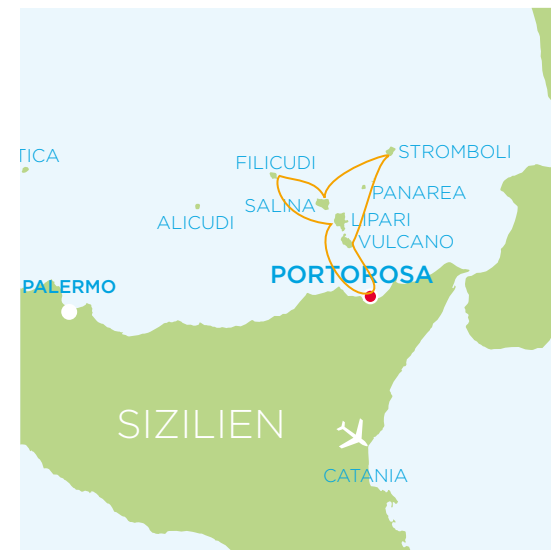 TICA
STROMBOLI
FILICUDI
PANAREA
SALINA
LIPARI
ALICUDI
VULCANO
PORTOROSA
PALERMO
SIZILIEN
CATANIA